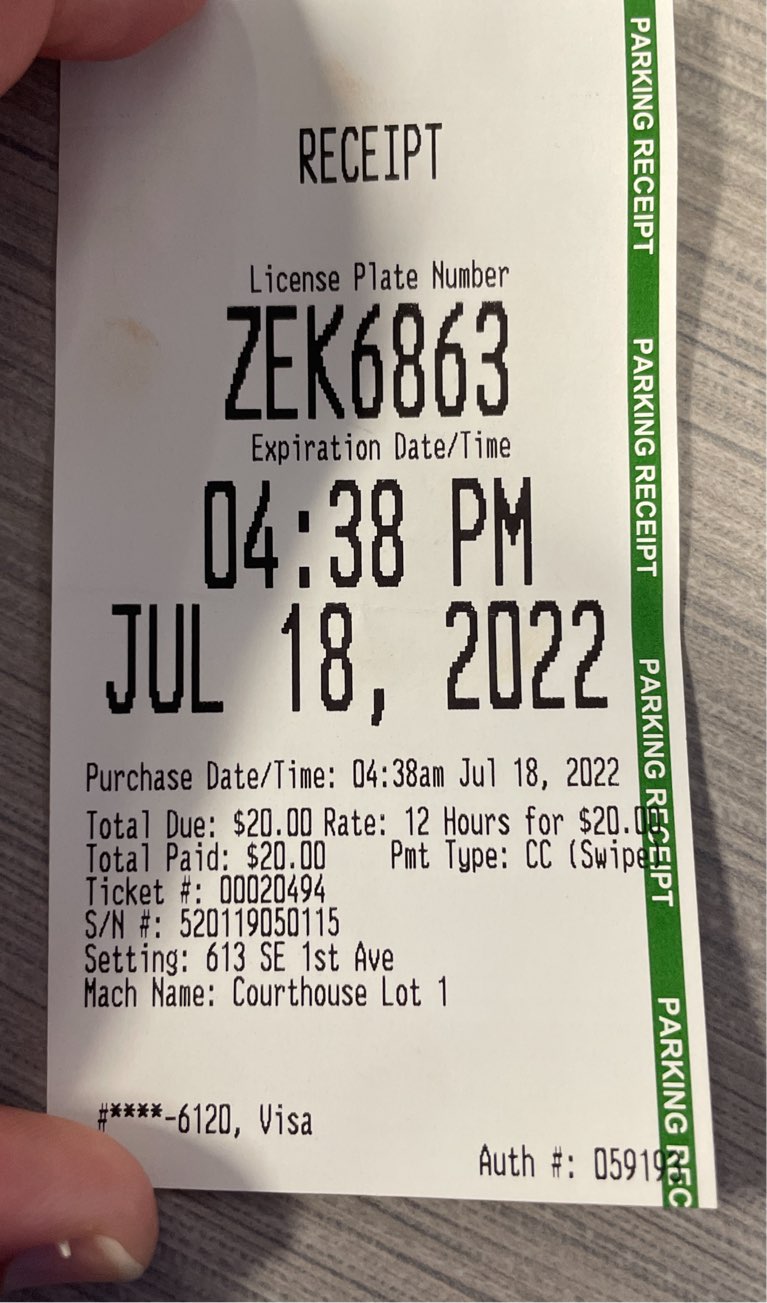 RECEIPT
License Plate Number
ZEK6863
Expiration Date/Time
04:38 PM
JUL 18, 2022
Purchase Date/Time: 04:38am Jul 18, 2022
Total Due: $20.00 Rate: 12 Hours for $20.00
Total Paid: $20.00 Pmt Type: CC (Swipe)
Ticket #: 00020494
S/N #: 520119050115
Setting: 613 SE 1st Ave
Mach Name: Courthouse Lot 1
#****-6120, Visa
Auth #:
PARKING RECEIPT
PARKING RECEIPT
PARKING RECEIPT
PARKING REC